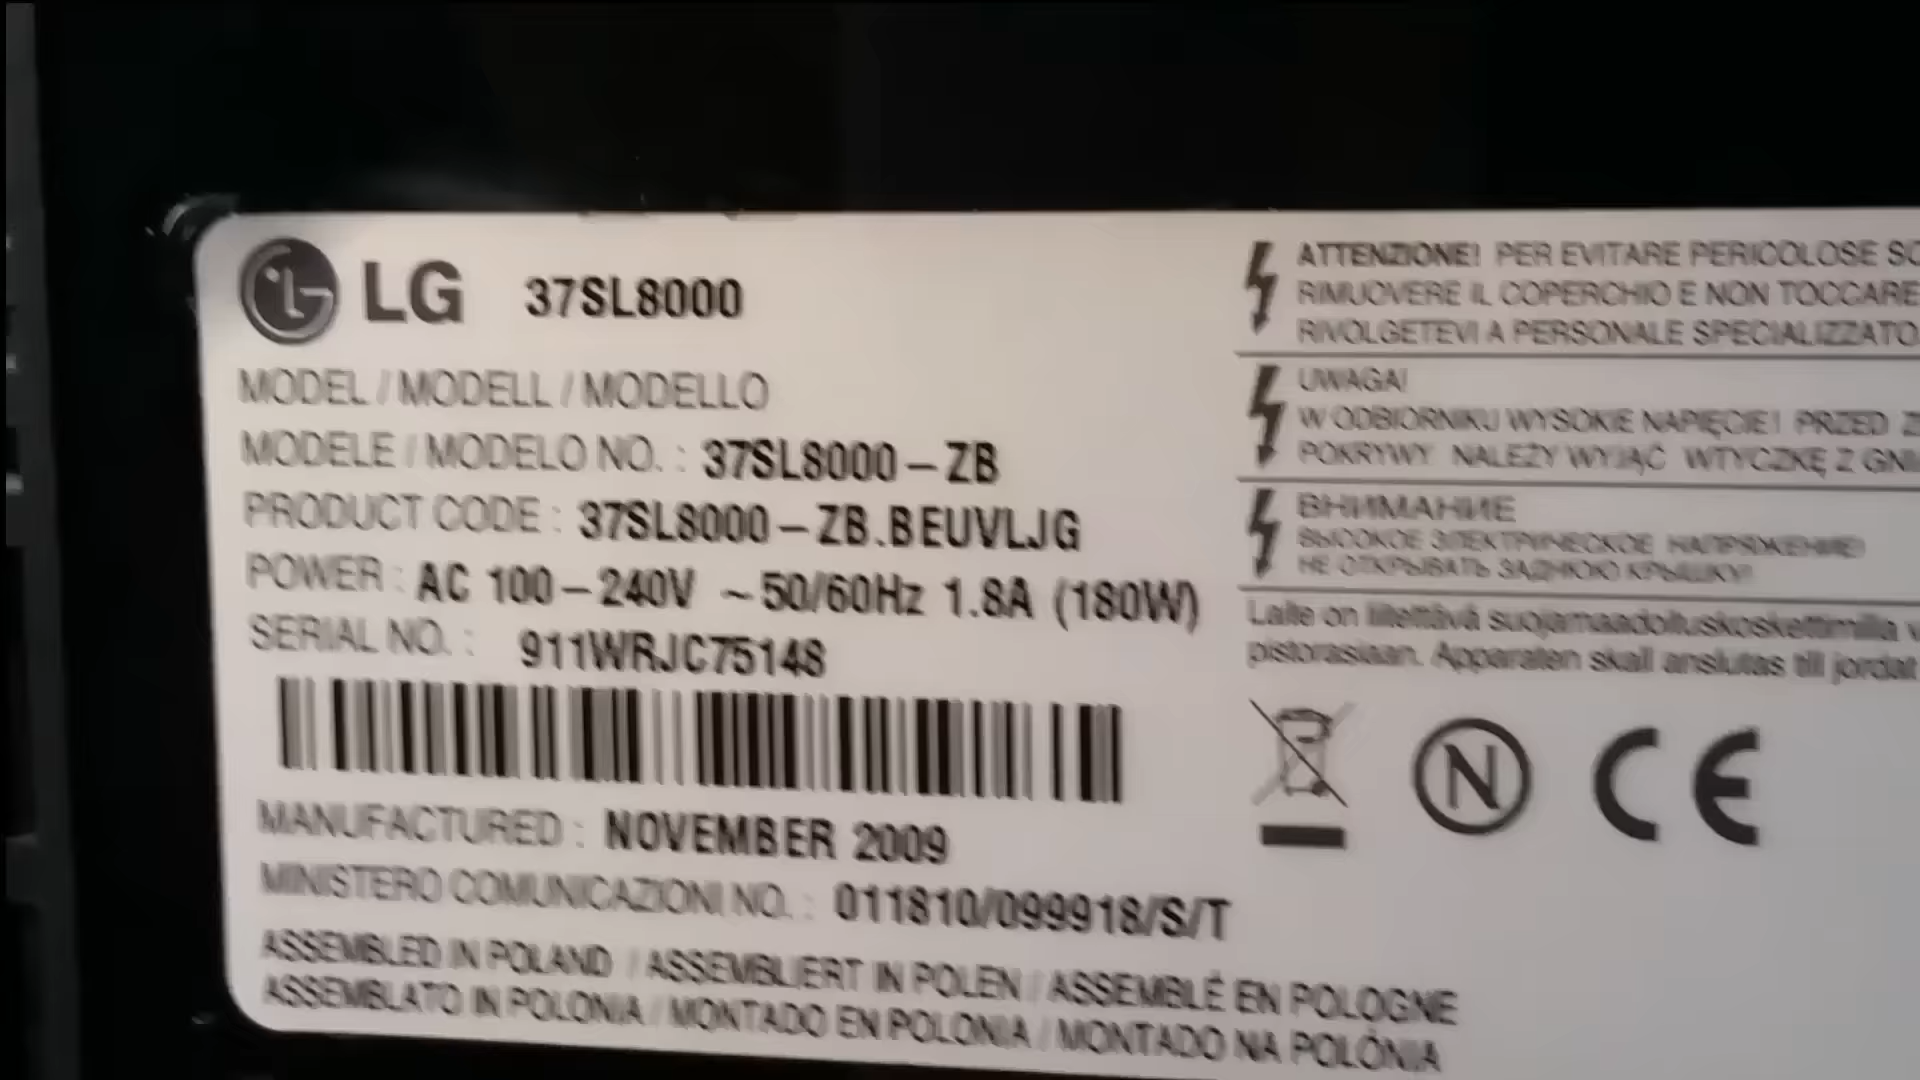 LG 37SL8000
MODEL / MODELL / MODELLO
MODELE / MODELO NO. : 37SL8000-ZB
PRODUCT CODE : 37SL8000-ZB.BEUVLJG
POWER : AC 100-240V ~50/60Hz 1.8A (180W)
SERIAL NO. : 911WRJC75148
MANUFACTURED : NOVEMBER 2009
MINISTERO COMUNICAZIONI NO. : 011810/099918/S/T
ASSEMBLED IN POLAND / ASSEMBLIERT IN POLEN / ASSEMBLÉ EN POLOGNE
ASSEMBLATO IN POLONIA / MONTADO EN POLONIA / MONTADO NA POLÓNIA
ATTENZIONE! PER EVITARE PERICOLOSE SC
RIMUOVERE IL COPERCHIO E NON TOCCARE
RIVOLGETEVI A PERSONALE SPECIALIZZATO
UWAGA!
W ODBIORNIKU WYSOKIE NAPIĘCIE! PRZED Z
POKRYWY NALEŻY WYJĄĆ WTYCZKĘ Z GNI
ВНИМАНИЕ
ВЫСОКОЕ ЭЛЕКТРИЧЕСКОЕ НАПРЯЖЕНИЕ!
НЕ ОТКРЫВАТЬ ЗАДНЮЮ КРЫШКУ!
Laite on liitettävä suojamaadoituskoskettimilla v
pistorasiaan. Apparaten skall anslutas till jordat
N CE